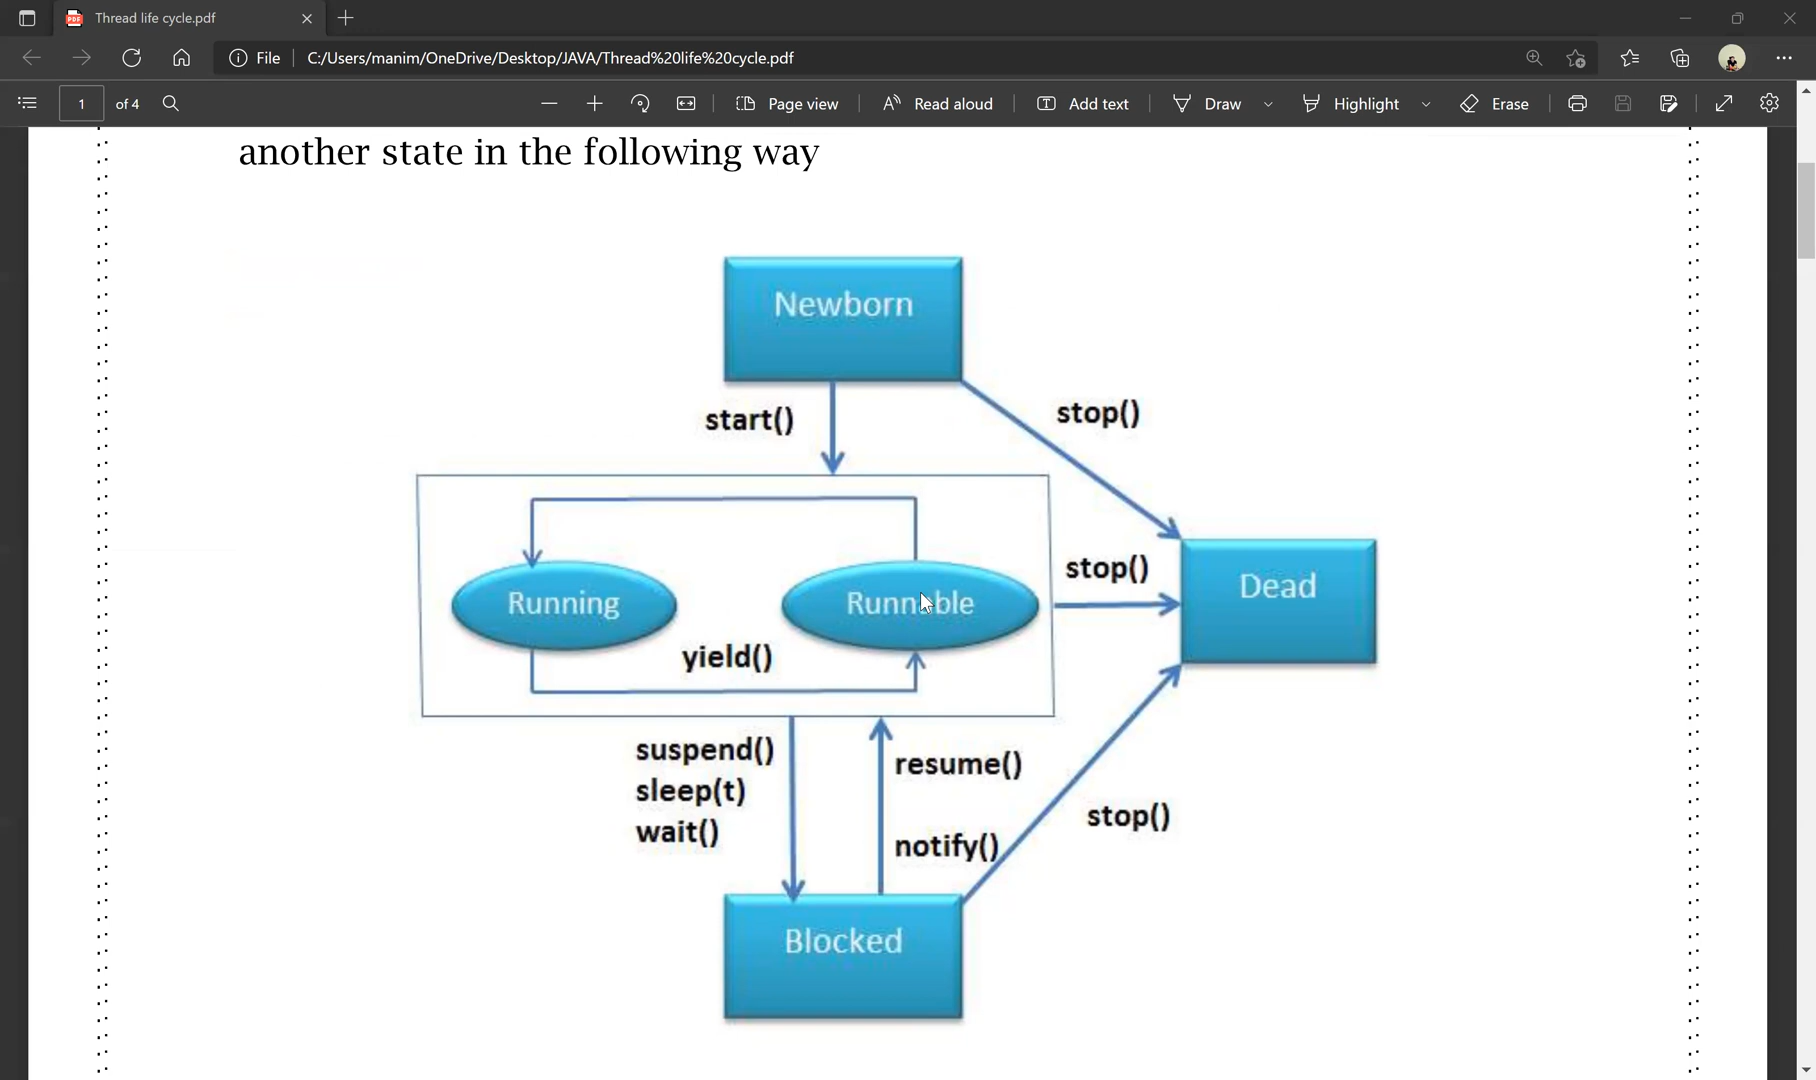 Thread life cycle.pdf
File C:/Users/manim/OneDrive/Desktop/JAVA/Thread%20life%20cycle.pdf
1 of 4 Page view Read aloud Add text Draw Highlight Erase
another state in the following way
Newborn
start()
stop()
Running
Runnable
yield()
stop()
Dead
suspend()
sleep(t)
wait()
resume()
notify()
stop()
Blocked